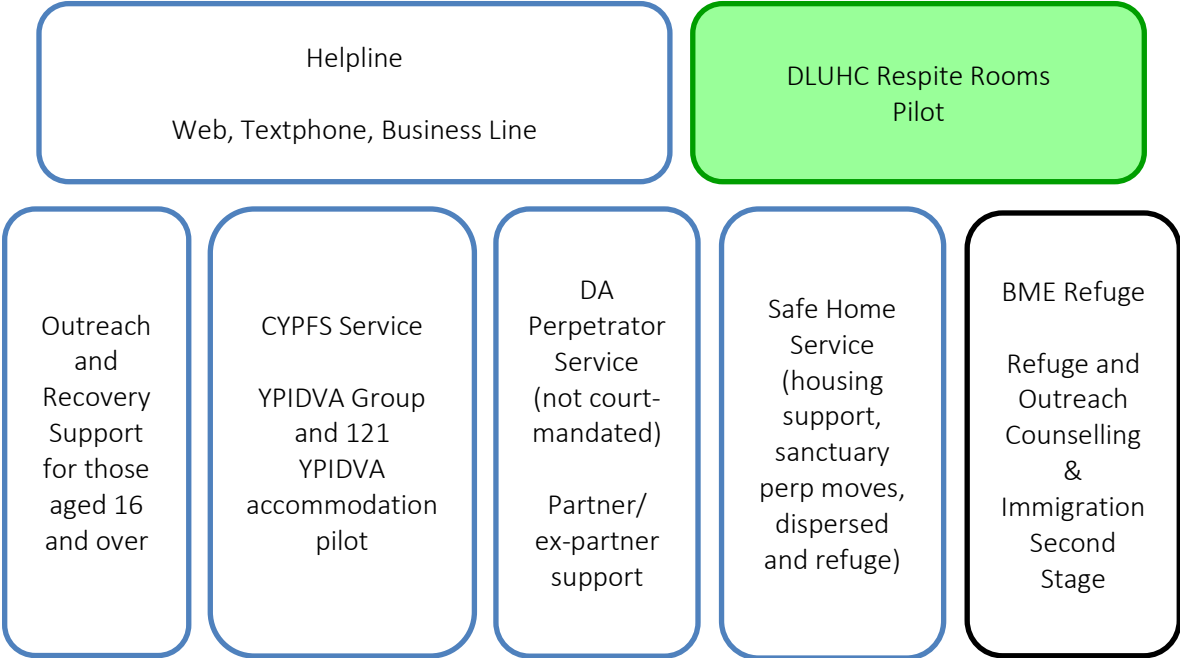 Helpline
Web, Textphone, Business Line
DLUHC Respite Rooms
Pilot
Outreach
and
Recovery
Support
for those
aged 16
and over
CYPFS Service
YPIDVA Group
and 121
YPIDVA
accommodation
pilot
DA
Perpetrator
Service
(not court-
mandated)
Partner/
ex-partner
support
Safe Home
Service
(housing
support,
sanctuary
perp moves,
dispersed
and refuge)
BME Refuge
Refuge and
Outreach
Counselling
&
Immigration
Second
Stage